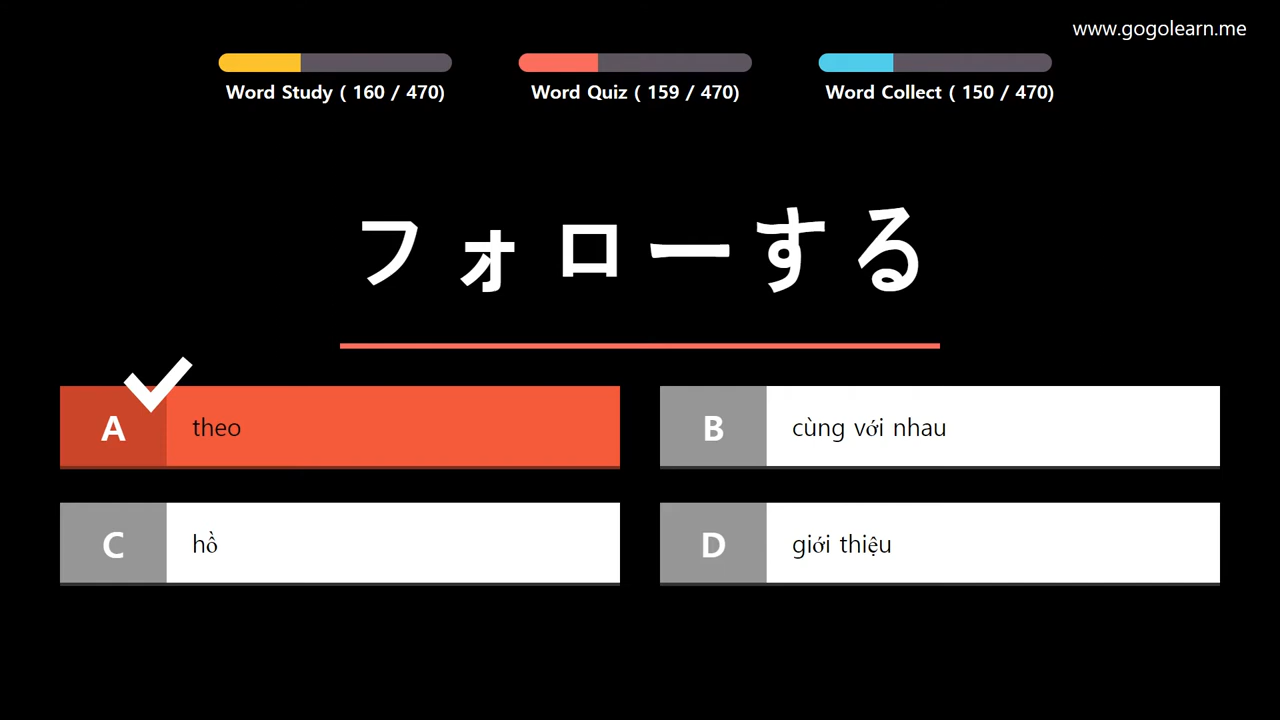 www.gogolearn.me
Word Study ( 160 / 470)
Word Quiz ( 159 / 470)
Word Collect ( 150 / 470)
フォローする
A theo
B cùng với nhau
C hồ
D giới thiệu